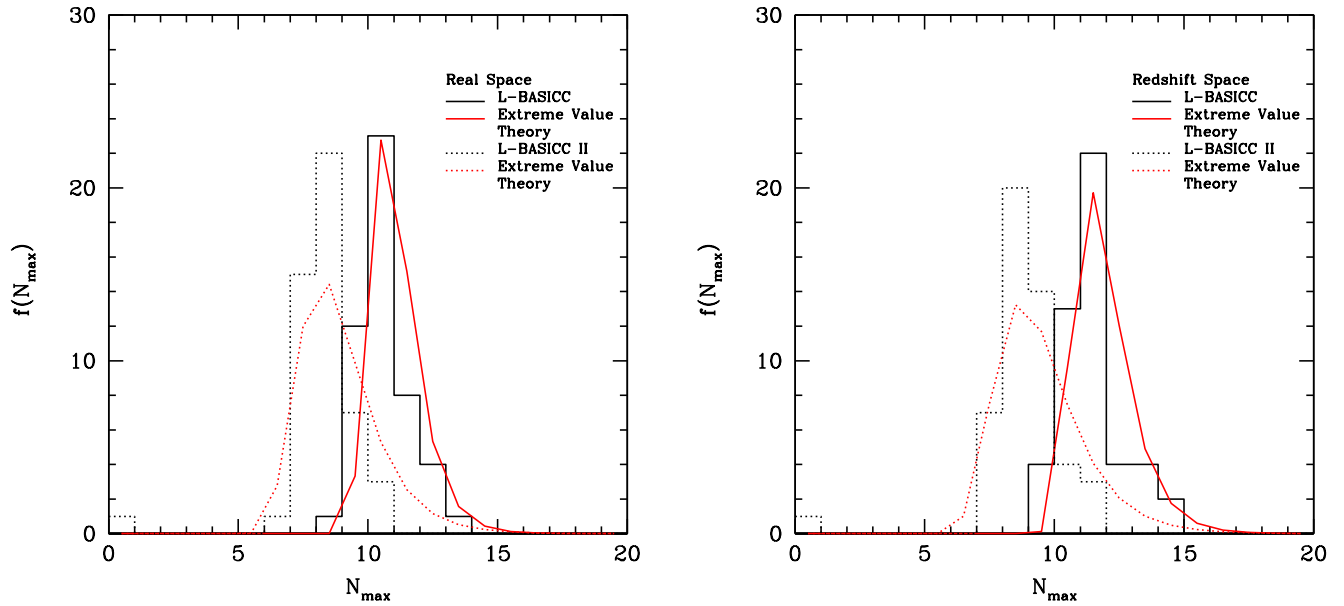 30
20
10
0
f(N_max)
Real Space
L-BASICC
Extreme Value
Theory
L-BASICC II
Extreme Value
Theory
0 5 10 15 20
N_max
30
20
10
0
f(N_max)
Redshift Space
L-BASICC
Extreme Value
Theory
L-BASICC II
Extreme Value
Theory
0 5 10 15 20
N_max